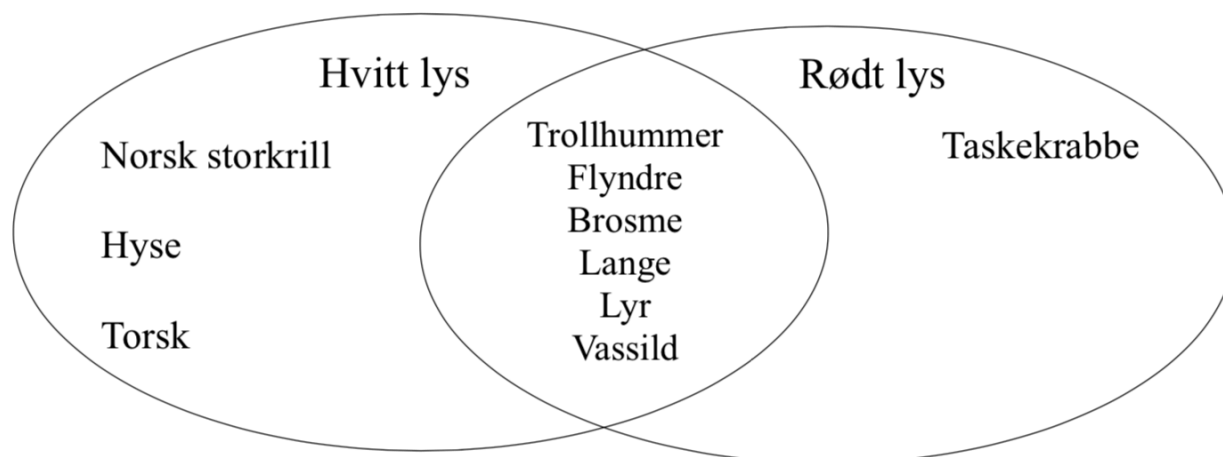 Hvitt lys
Norsk storkrill
Hyse
Torsk
Trollhummer
Flyndre
Brosme
Lange
Lyr
Vassild
Rødt lys
Taskekrabbe